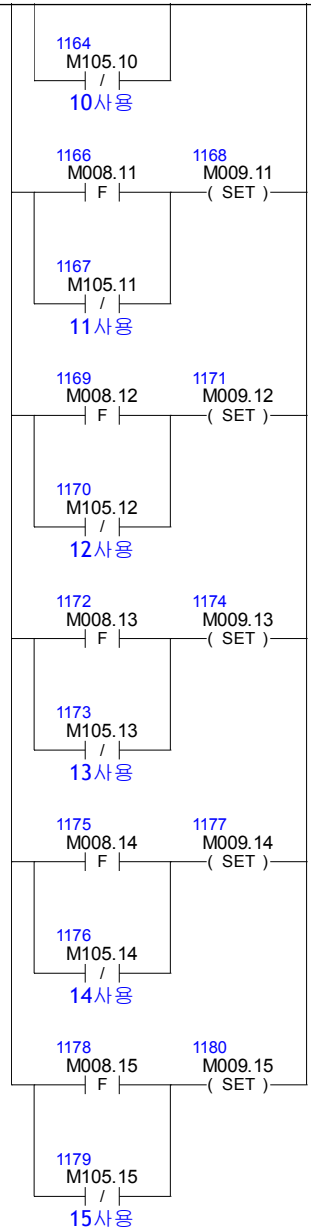 1164
M105.10
/
10사용
1166 1168
M008.11 M009.11
F ( SET )
1167
M105.11
/
11사용
1169 1171
M008.12 M009.12
F ( SET )
1170
M105.12
/
12사용
1172 1174
M008.13 M009.13
F ( SET )
1173
M105.13
/
13사용
1175 1177
M008.14 M009.14
F ( SET )
1176
M105.14
/
14사용
1178 1180
M008.15 M009.15
F ( SET )
1179
M105.15
/
15사용